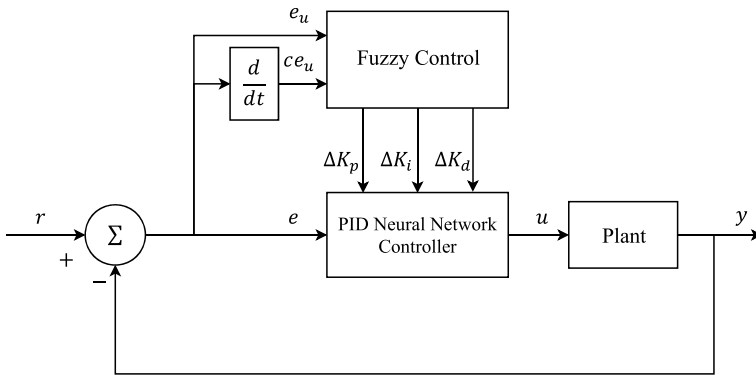 e_u
Fuzzy Control
d
dt
ce_u
ΔK_p
ΔK_i
ΔK_d
r
+
−
Σ
e
PID Neural Network
Controller
u
Plant
y